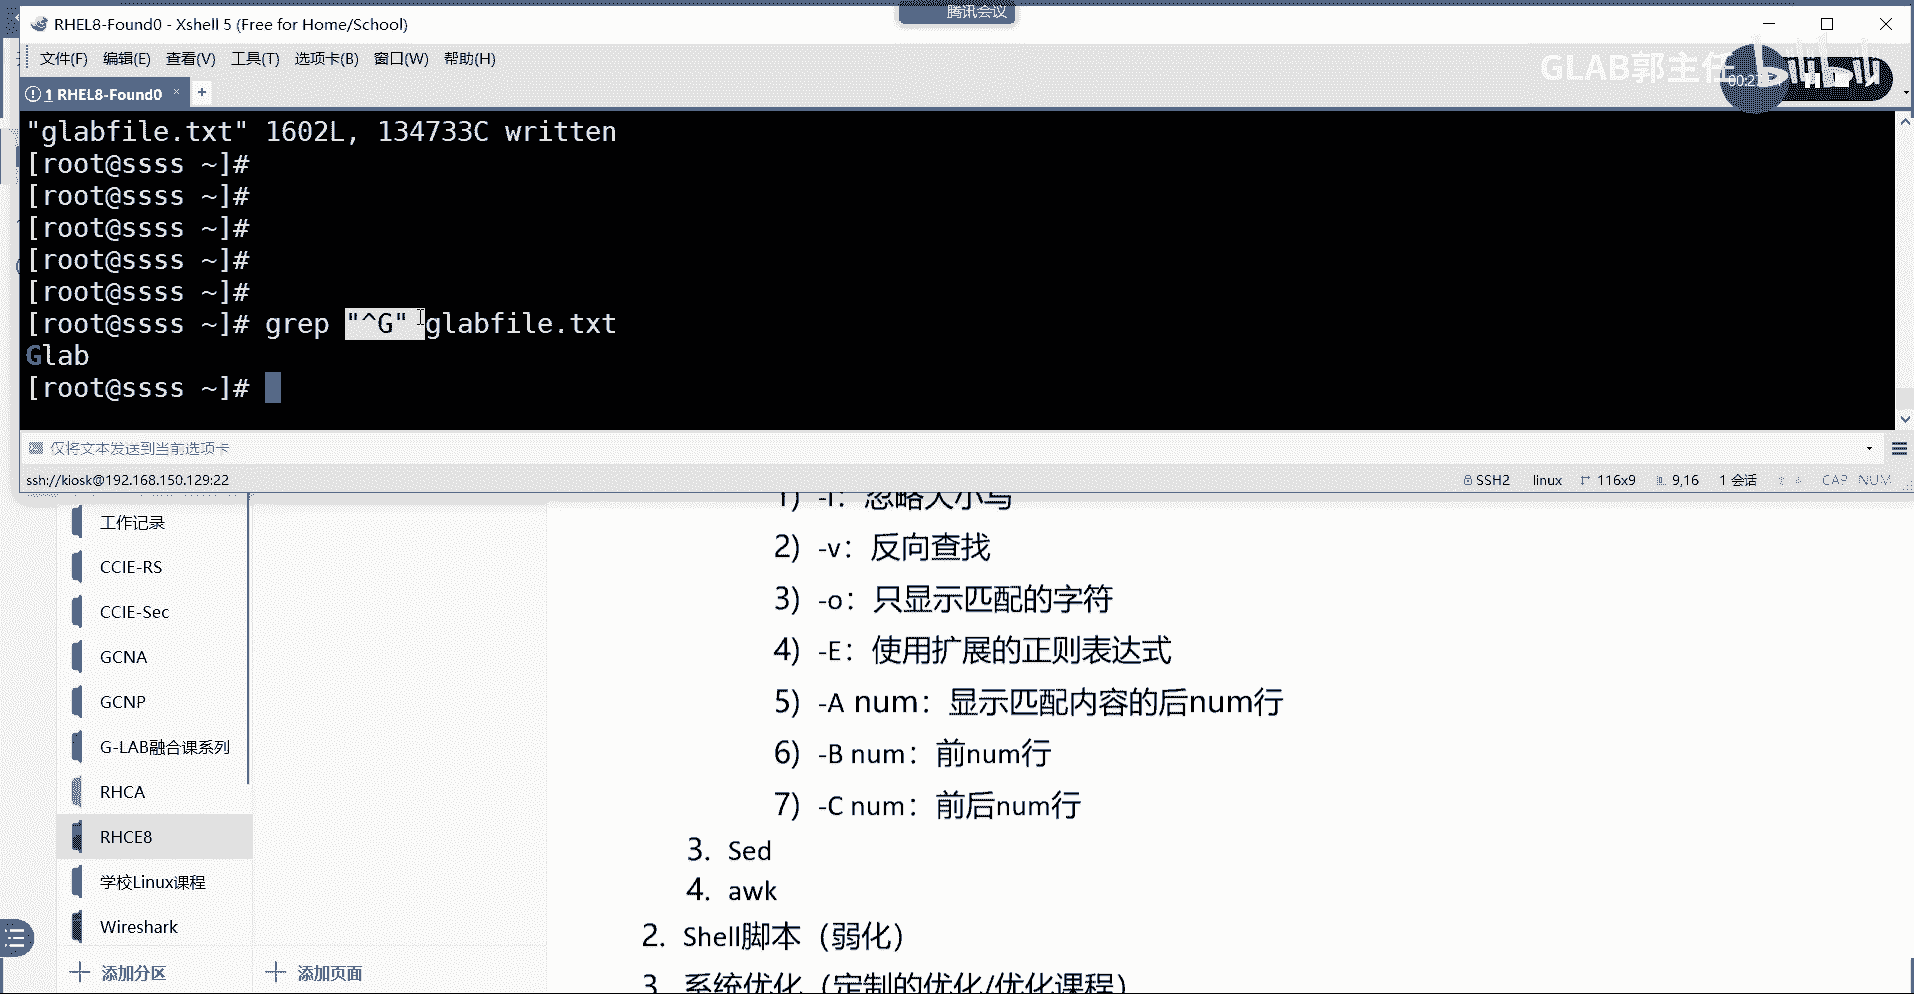 腾讯会议
RHEL8-Found0 - Xshell 5 (Free for Home/School)
文件(F) 编辑(E) 查看(V) 工具(T) 选项卡(B) 窗口(W) 帮助(H)
GLAB郭主任 bilibili
1 RHEL8-Found0 × +
"glabfile.txt" 1602L, 134733C written
[root@ssss ~]#
[root@ssss ~]#
[root@ssss ~]#
[root@ssss ~]#
[root@ssss ~]#
[root@ssss ~]# grep "^G" glabfile.txt
Glab
[root@ssss ~]#
仅将文本发送到当前选项卡
ssh://kiosk@192.168.150.129:22 SSH2 linux 116x9 9,16 1 会话 CAP NUM
工作记录
CCIE-RS
CCIE-Sec
GCNA
GCNP
G-LAB融合课系列
RHCA
RHCE8
学校Linux课程
Wireshark
添加分区
添加页面
忽略大小写
2) -v：反向查找
3) -o：只显示匹配的字符
4) -E：使用扩展的正则表达式
5) -A num：显示匹配内容的后num行
6) -B num：前num行
7) -C num：前后num行
3. Sed
4. awk
2. Shell脚本（弱化）
3. 系统优化（定制的优化/优化课程）